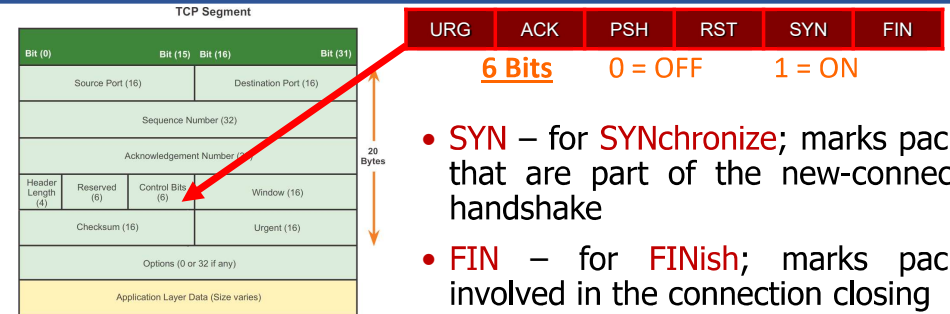 TCP Segment
Bit (0) Bit (15) Bit (16) Bit (31)
Source Port (16) Destination Port (16)
Sequence Number (32)
Acknowledgement Number
20
Bytes
Header
Length
(4)
Reserved
(6)
Control Bits
(6)
Window (16)
Checksum (16) Urgent (16)
Options (0 or 32 if any)
Application Layer Data (Size varies)
URG ACK PSH RST SYN FIN
6 Bits 0 = OFF 1 = ON
• SYN – for SYNchronize; marks pac
that are part of the new-connec
handshake
• FIN – for FINish; marks pac
involved in the connection closing